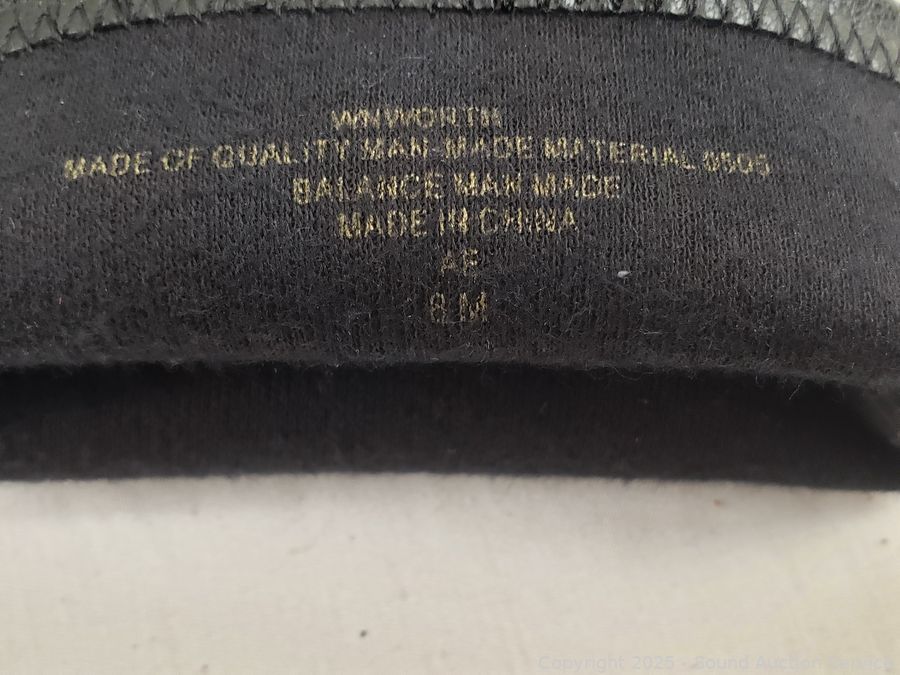 WNWORTH
MADE OF QUALITY MAN-MADE MATERIAL 0505
BALANCE MAN MADE
MADE IN CHINA
8 M
Copyright 2025 - Sound Auction Service